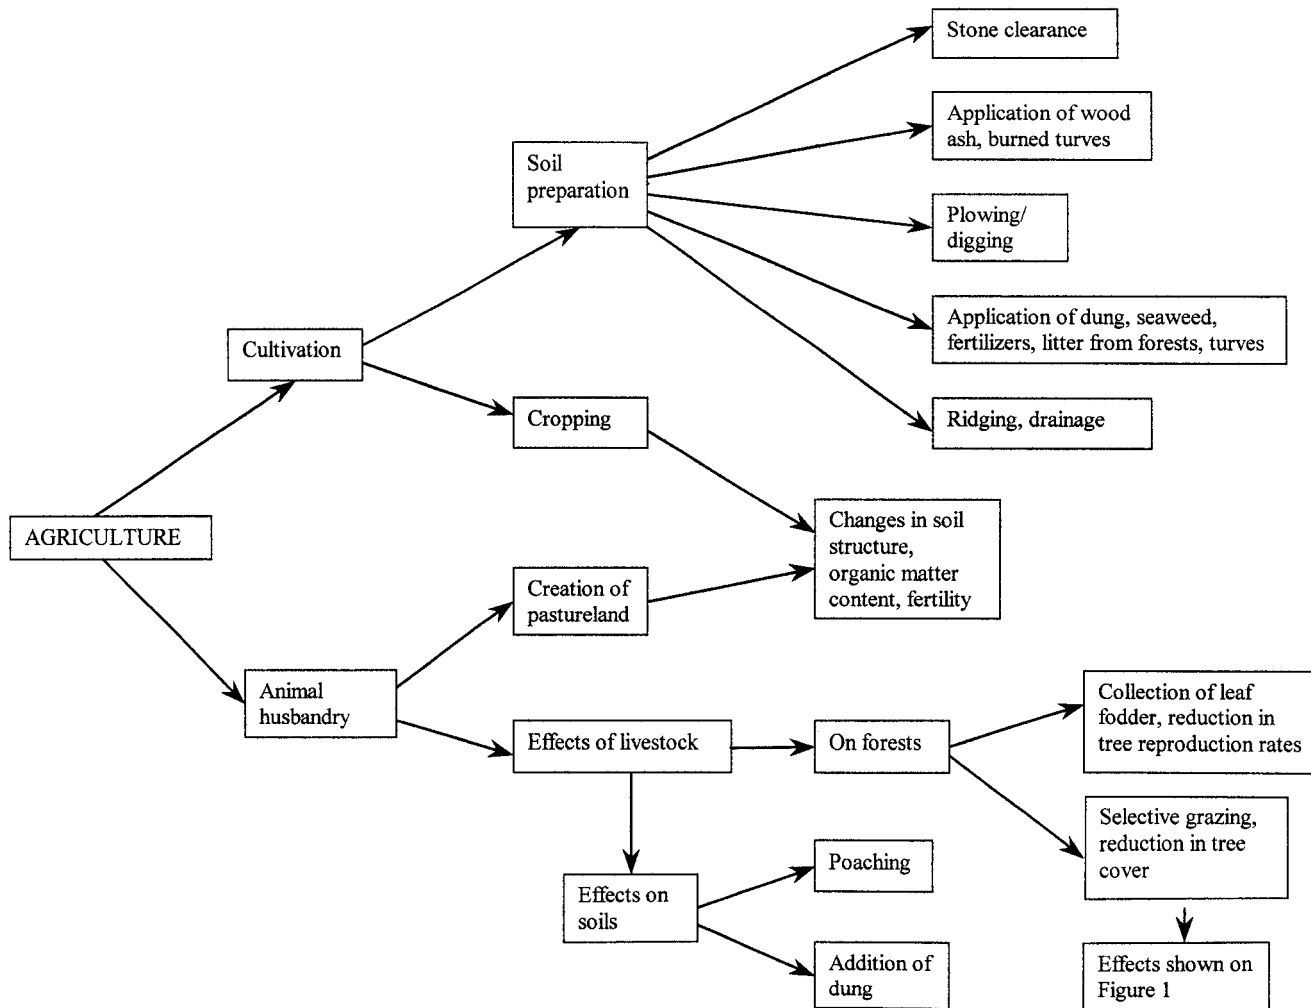 Stone clearance
Application of wood
ash, burned turves
Soil
preparation
Plowing/
digging
Application of dung, seaweed,
fertilizers, litter from forests, turves
Cultivation
Cropping
Ridging, drainage
AGRICULTURE
Changes in soil
structure,
organic matter
content, fertility
Creation of
pastureland
Animal
husbandry
Effects of livestock
On forests
Collection of leaf
fodder, reduction in
tree reproduction rates
Selective grazing,
reduction in tree
cover
Poaching
Effects on
soils
Addition of
dung
Effects shown on
Figure 1